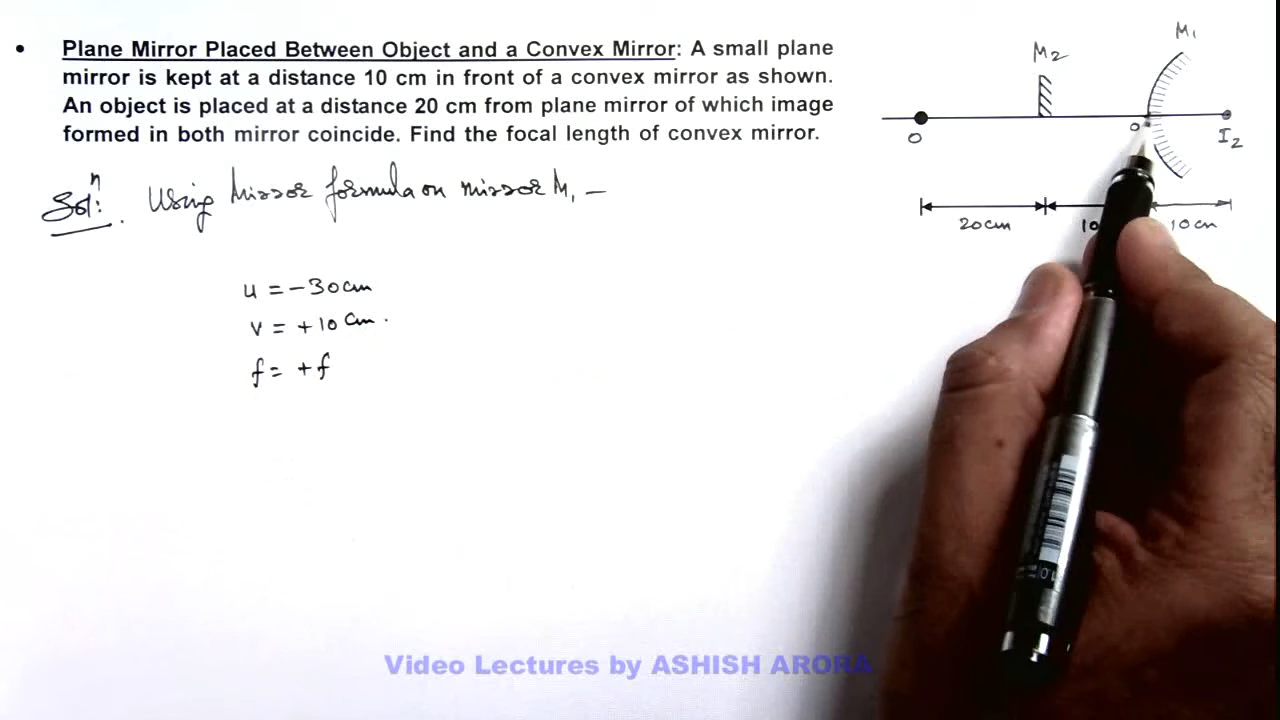 • Plane Mirror Placed Between Object and a Convex Mirror: A small plane
mirror is kept at a distance 10 cm in front of a convex mirror as shown.
An object is placed at a distance 20 cm from plane mirror of which image
formed in both mirror coincide. Find the focal length of convex mirror.
M₁
M₂
O
I₂
20cm
10
10cm
Solⁿ: Using Mirror formula on mirror M₁ –
u = -30cm
v = +10 cm.
f = +f
Video Lectures by ASHISH ARORA